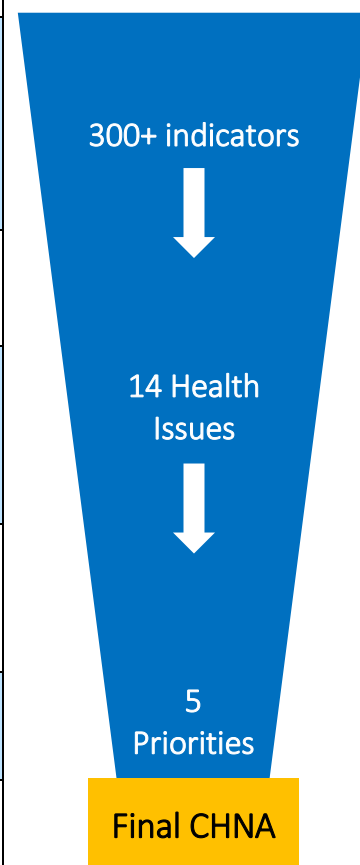 300+ indicators
14 Health
Issues
5
Priorities
Final CHNA